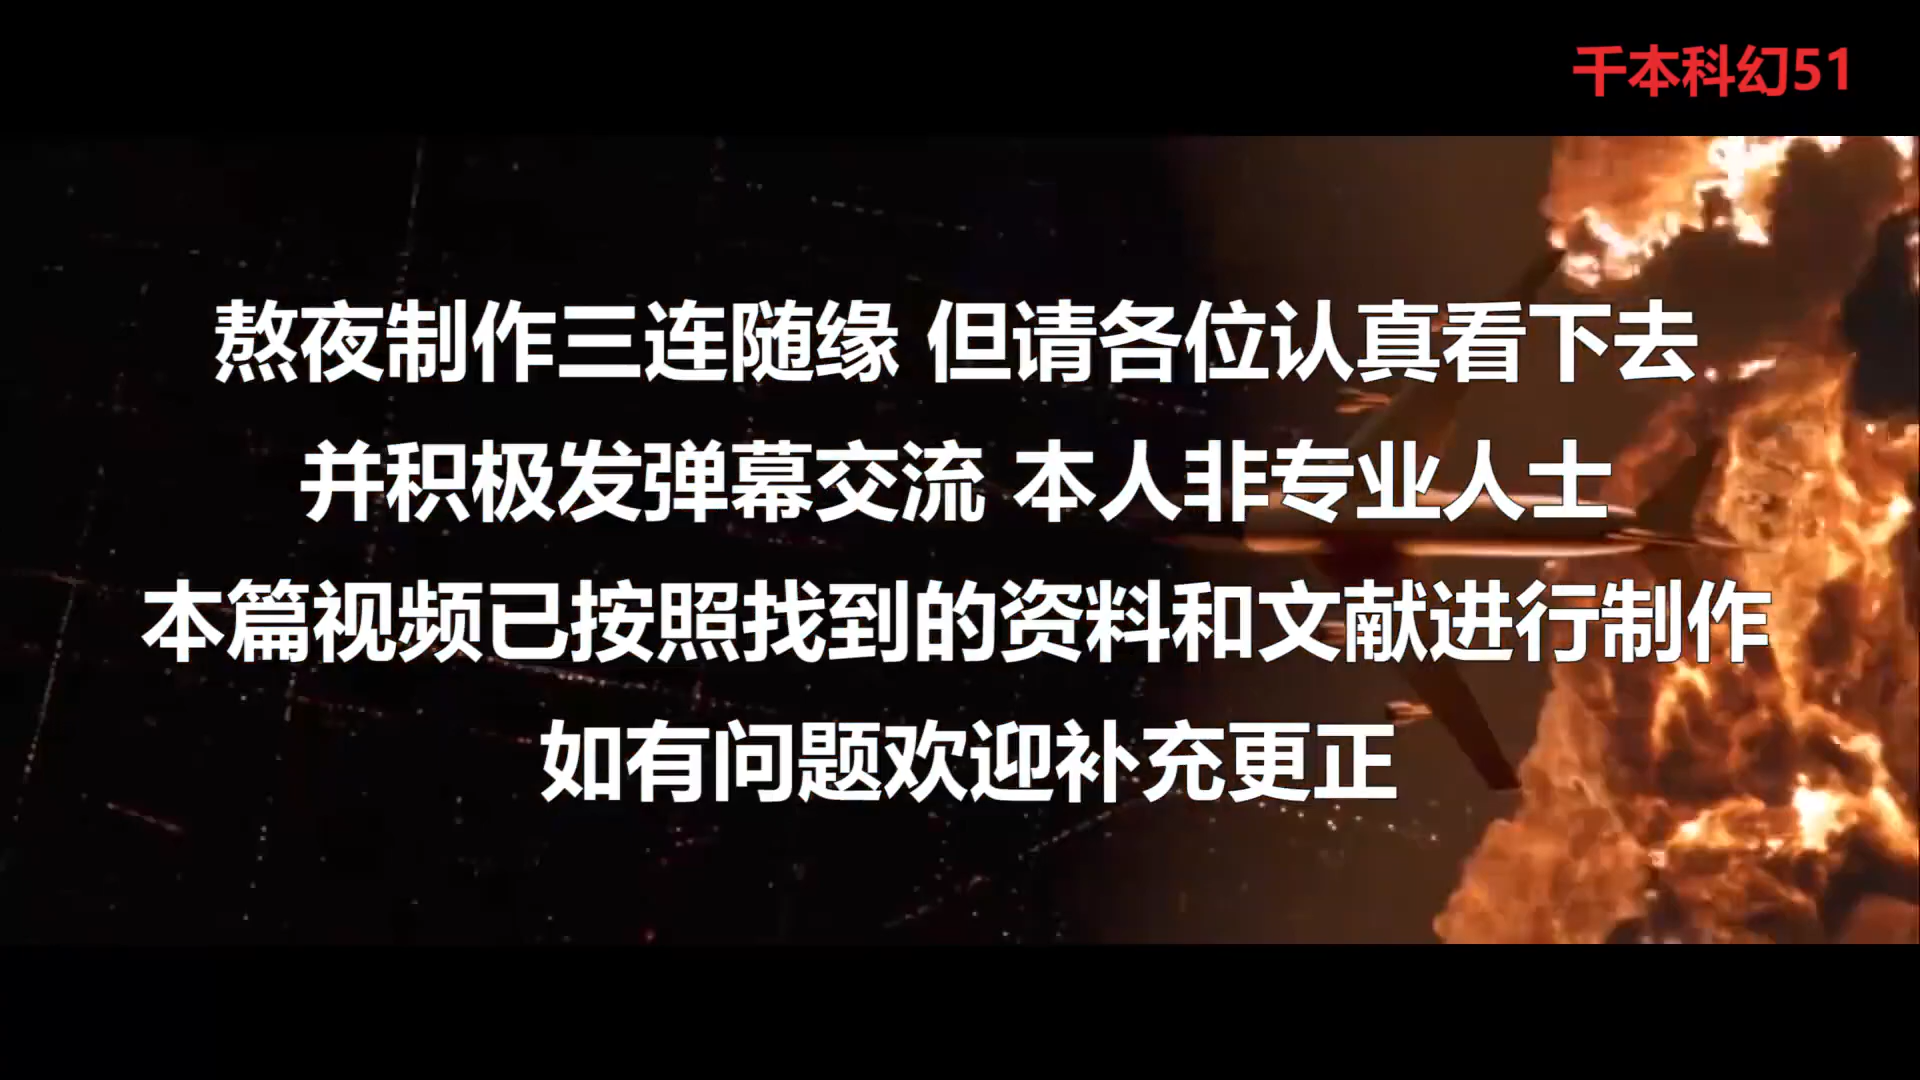 千本科幻51
熬夜制作三连随缘 但请各位认真看下去
并积极发弹幕交流 本人非专业人士
本篇视频已按照找到的资料和文献进行制作
如有问题欢迎补充更正